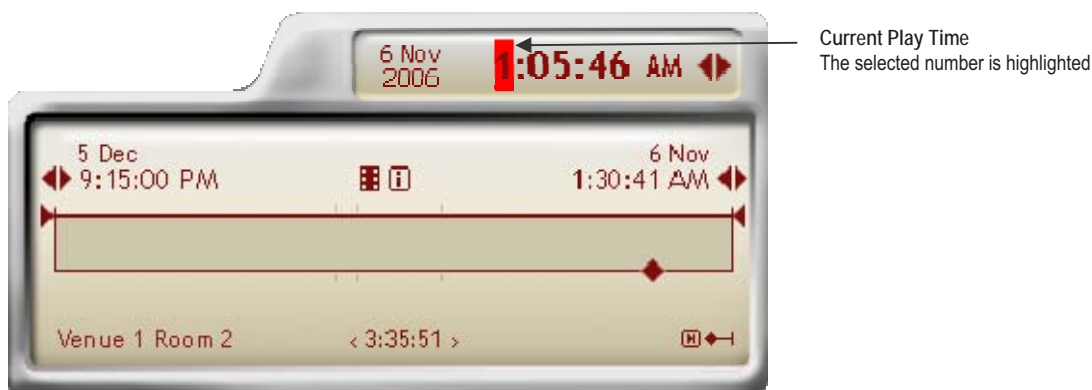 6 Nov
2006
1:05:46 AM
Current Play Time
The selected number is highlighted
5 Dec
9:15:00 PM
6 Nov
1:30:41 AM
Venue 1 Room 2
< 3:35:51 >